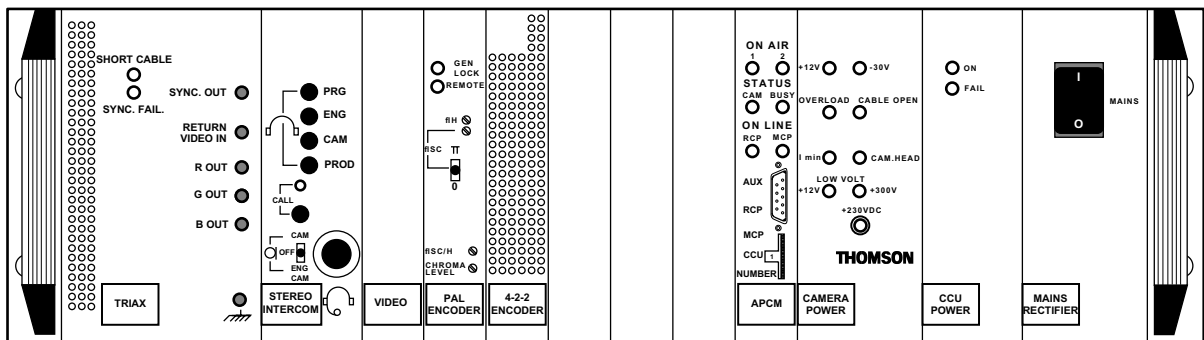 SHORT CABLE
SYNC. FAIL.
SYNC. OUT
RETURN
VIDEO IN
R OUT
G OUT
B OUT
TRIAX
PRG
ENG
CAM
PROD
CALL
CAM
OFF
ENG
CAM
STEREO
INTERCOM
VIDEO
GEN
LOCK
REMOTE
flH
flSC
π
0
flSC/H
CHROMA
LEVEL
PAL
ENCODER
4-2-2
ENCODER
ON AIR
1 2
STATUS
CAM BUSY
ON LINE
RCP MCP
AUX
RCP
MCP
CCU 1
NUMBER
APCM
+12V -30V
OVERLOAD CABLE OPEN
I min CAM.HEAD
LOW VOLT
+12V +300V
+230VDC
THOMSON
CAMERA
POWER
ON
FAIL
CCU
POWER
I
O
MAINS
MAINS
RECTIFIER